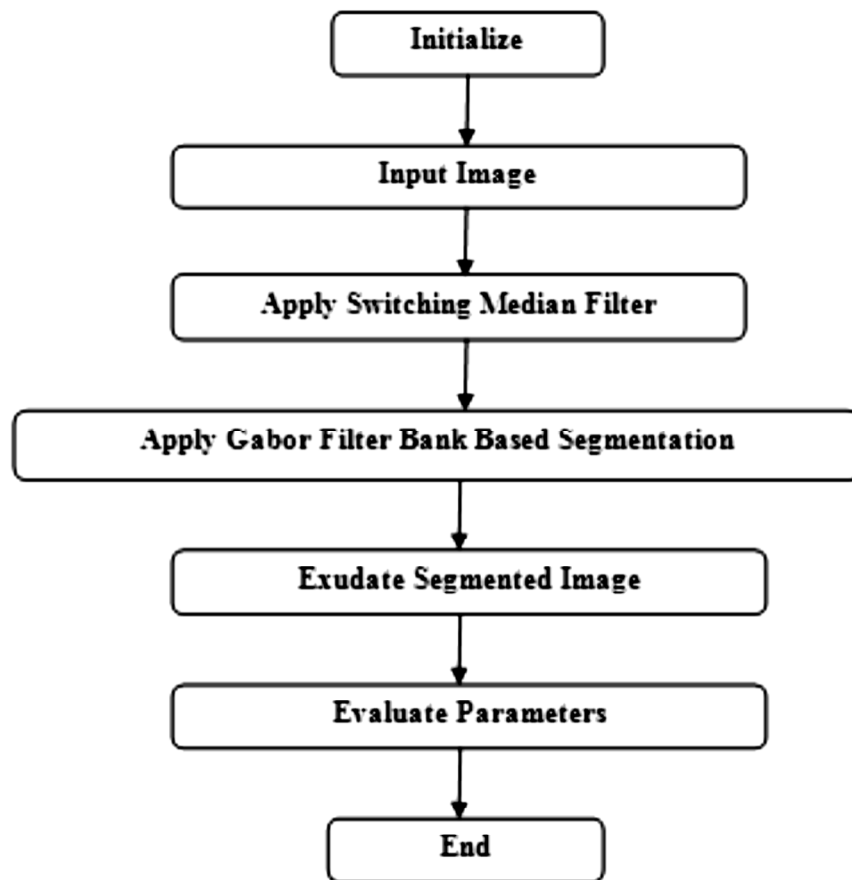 Initialize
Input Image
Apply Switching Median Filter
Apply Gabor Filter Bank Based Segmentation
Exudate Segmented Image
Evaluate Parameters
End